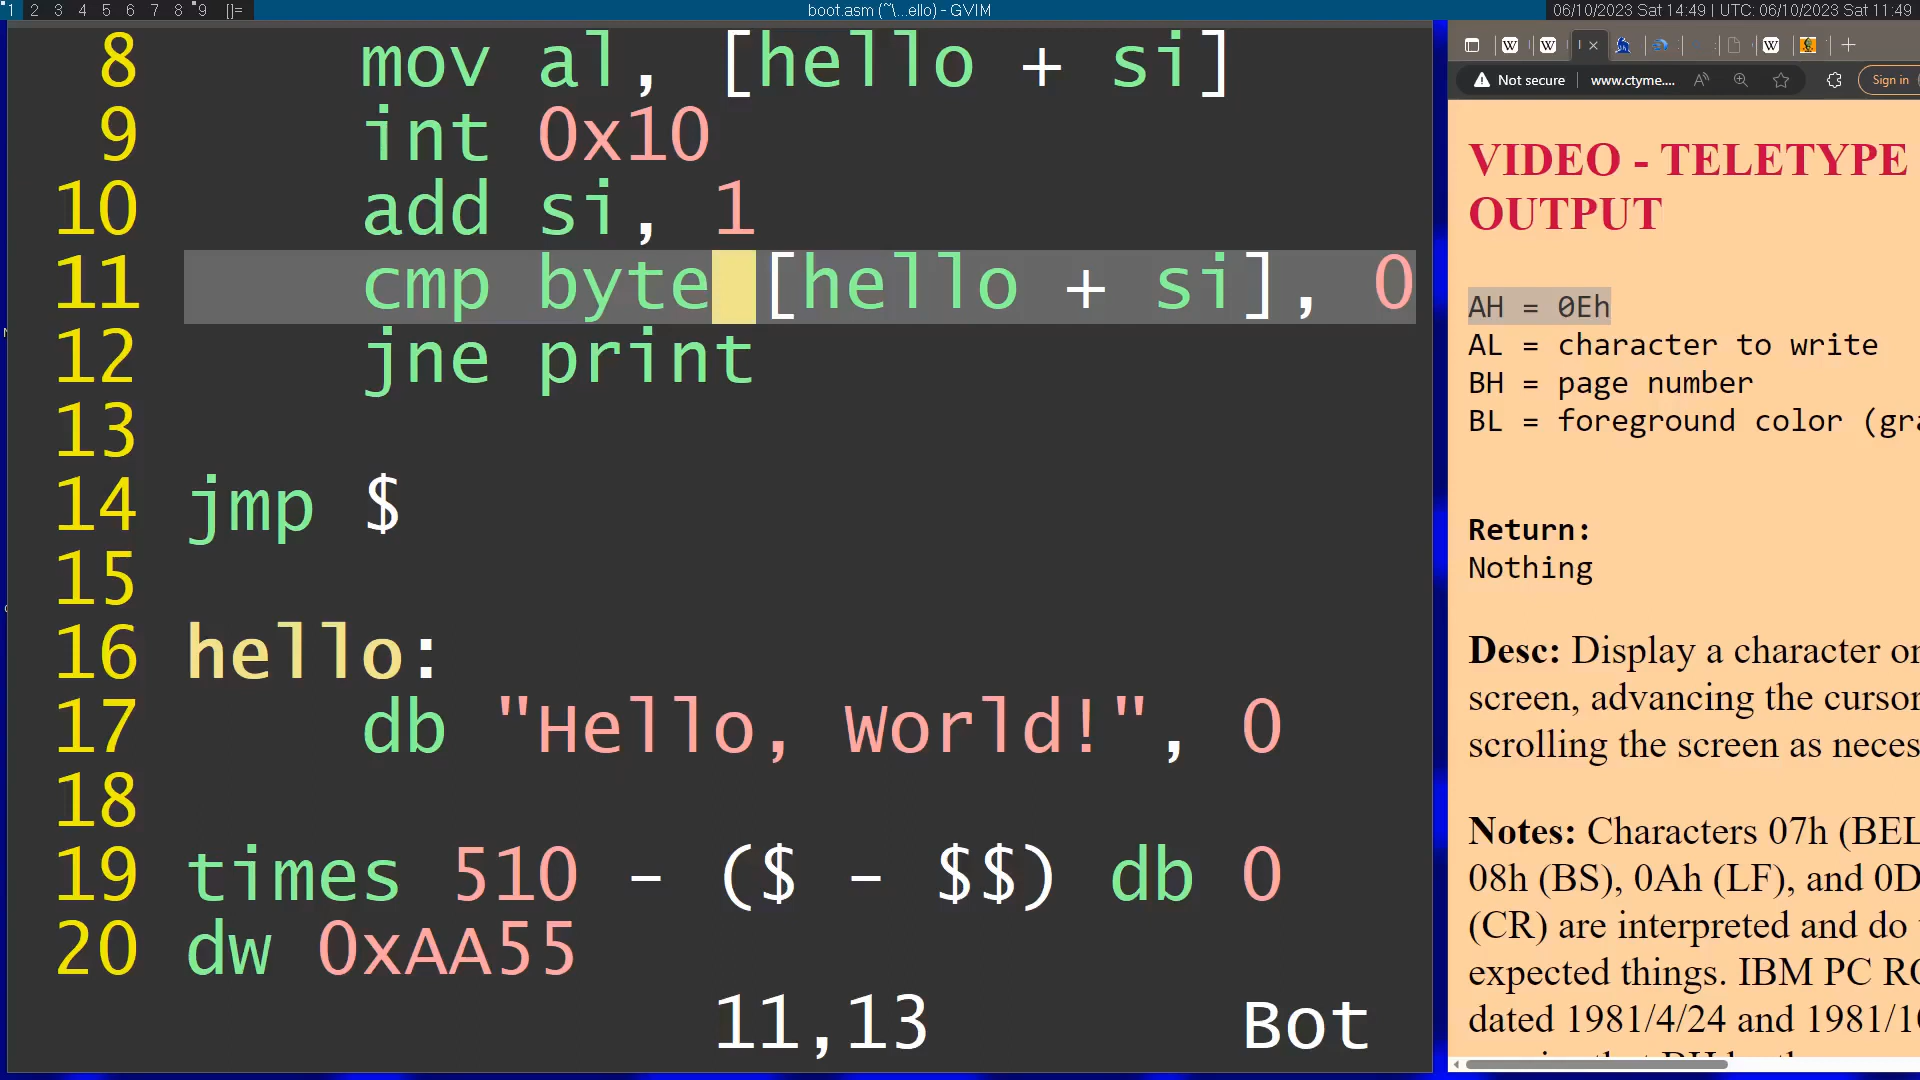 1 2 3 4 5 6 7 8 9 []= boot.asm (~\...ello) - GVIM 06/10/2023 Sat 14:49 | UTC: 06/10/2023 Sat 11:49
8 mov al, [hello + si]
9 int 0x10
10 add si, 1
11 cmp byte [hello + si], 0
12 jne print
13
14 jmp $
15
16 hello:
17 db "Hello, World!", 0
18
19 times 510 - ($ - $$) db 0
20 dw 0xAA55
11,13 Bot
Not secure www.ctyme.... Sign in
VIDEO - TELETYPE
OUTPUT
AH = 0Eh
AL = character to write
BH = page number
BL = foreground color (gra
Return:
Nothing
Desc: Display a character on
screen, advancing the cursor
scrolling the screen as neces
Notes: Characters 07h (BEL
08h (BS), 0Ah (LF), and 0D
(CR) are interpreted and do
expected things. IBM PC RO
dated 1981/4/24 and 1981/1